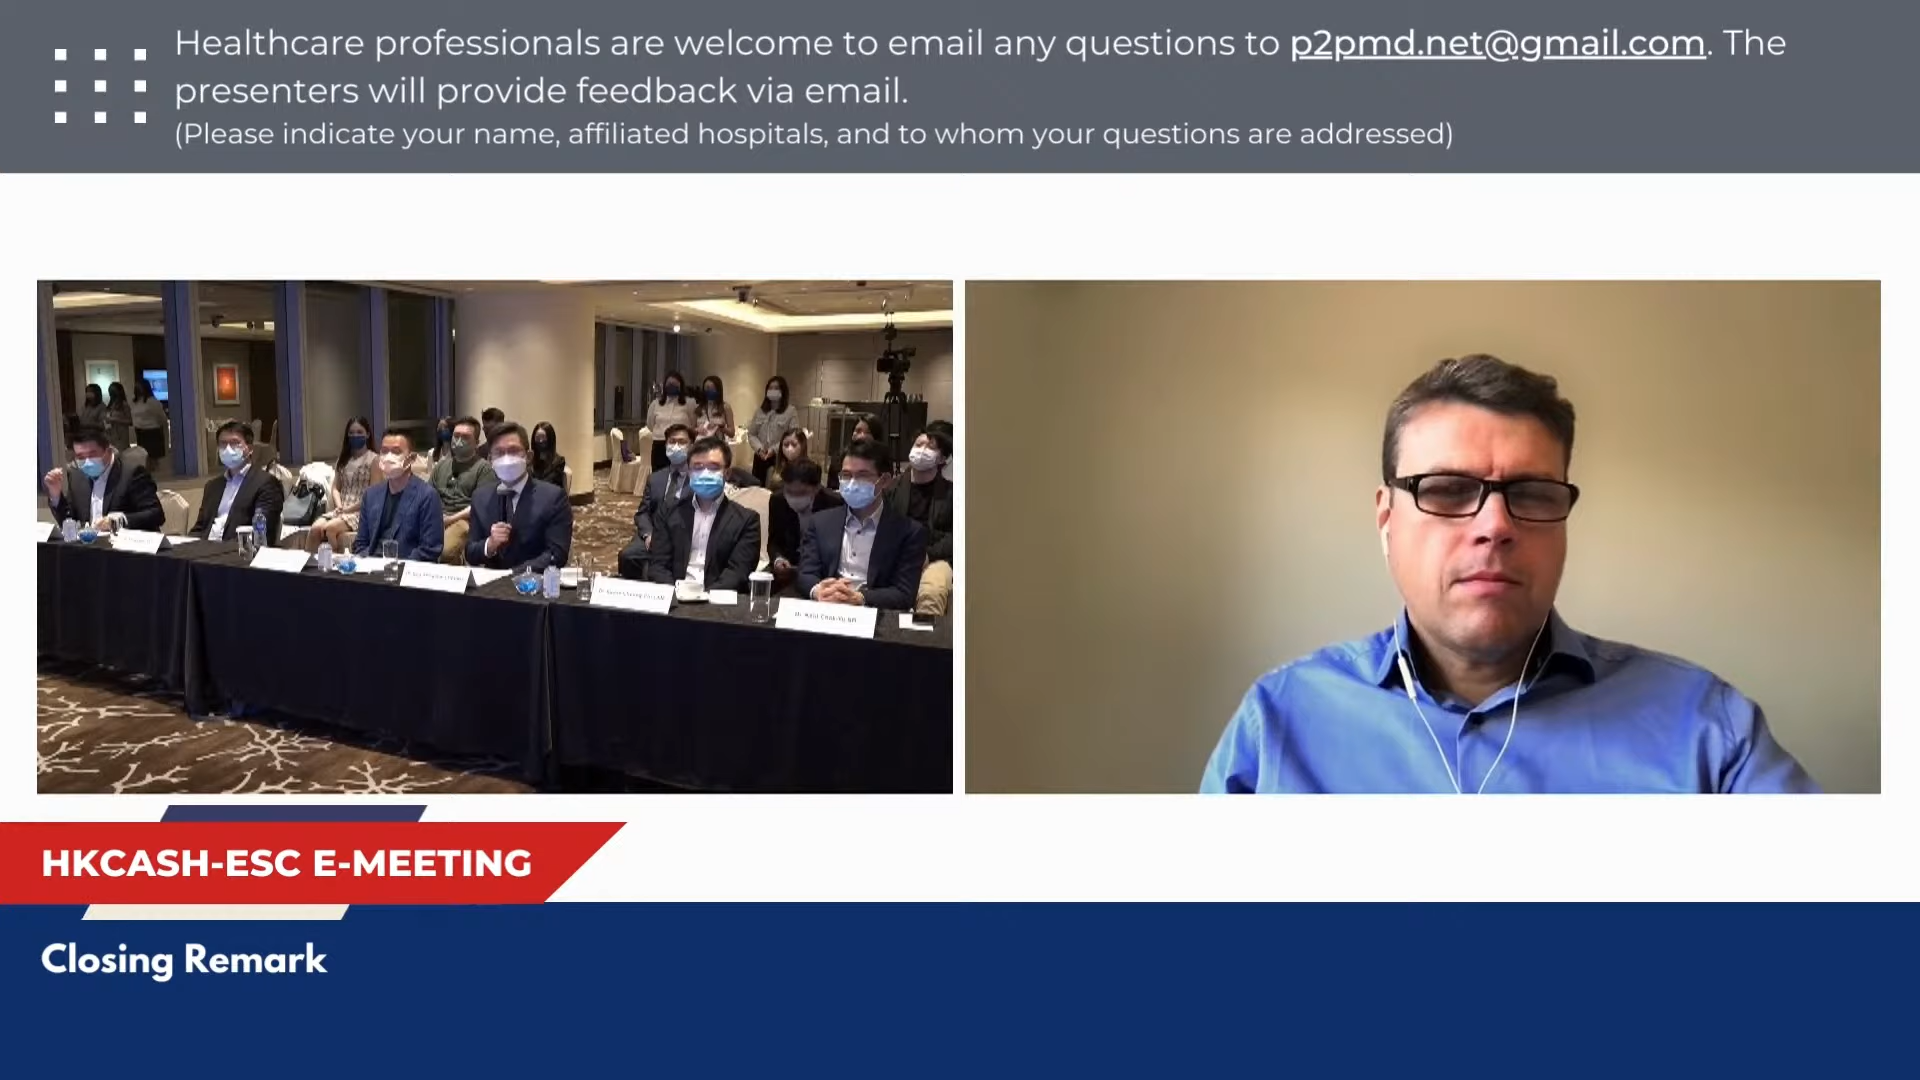 Healthcare professionals are welcome to email any questions to p2pmd.net@gmail.com. The
presenters will provide feedback via email.
(Please indicate your name, affiliated hospitals, and to whom your questions are addressed)
HKCASH-ESC E-MEETING
Closing Remark